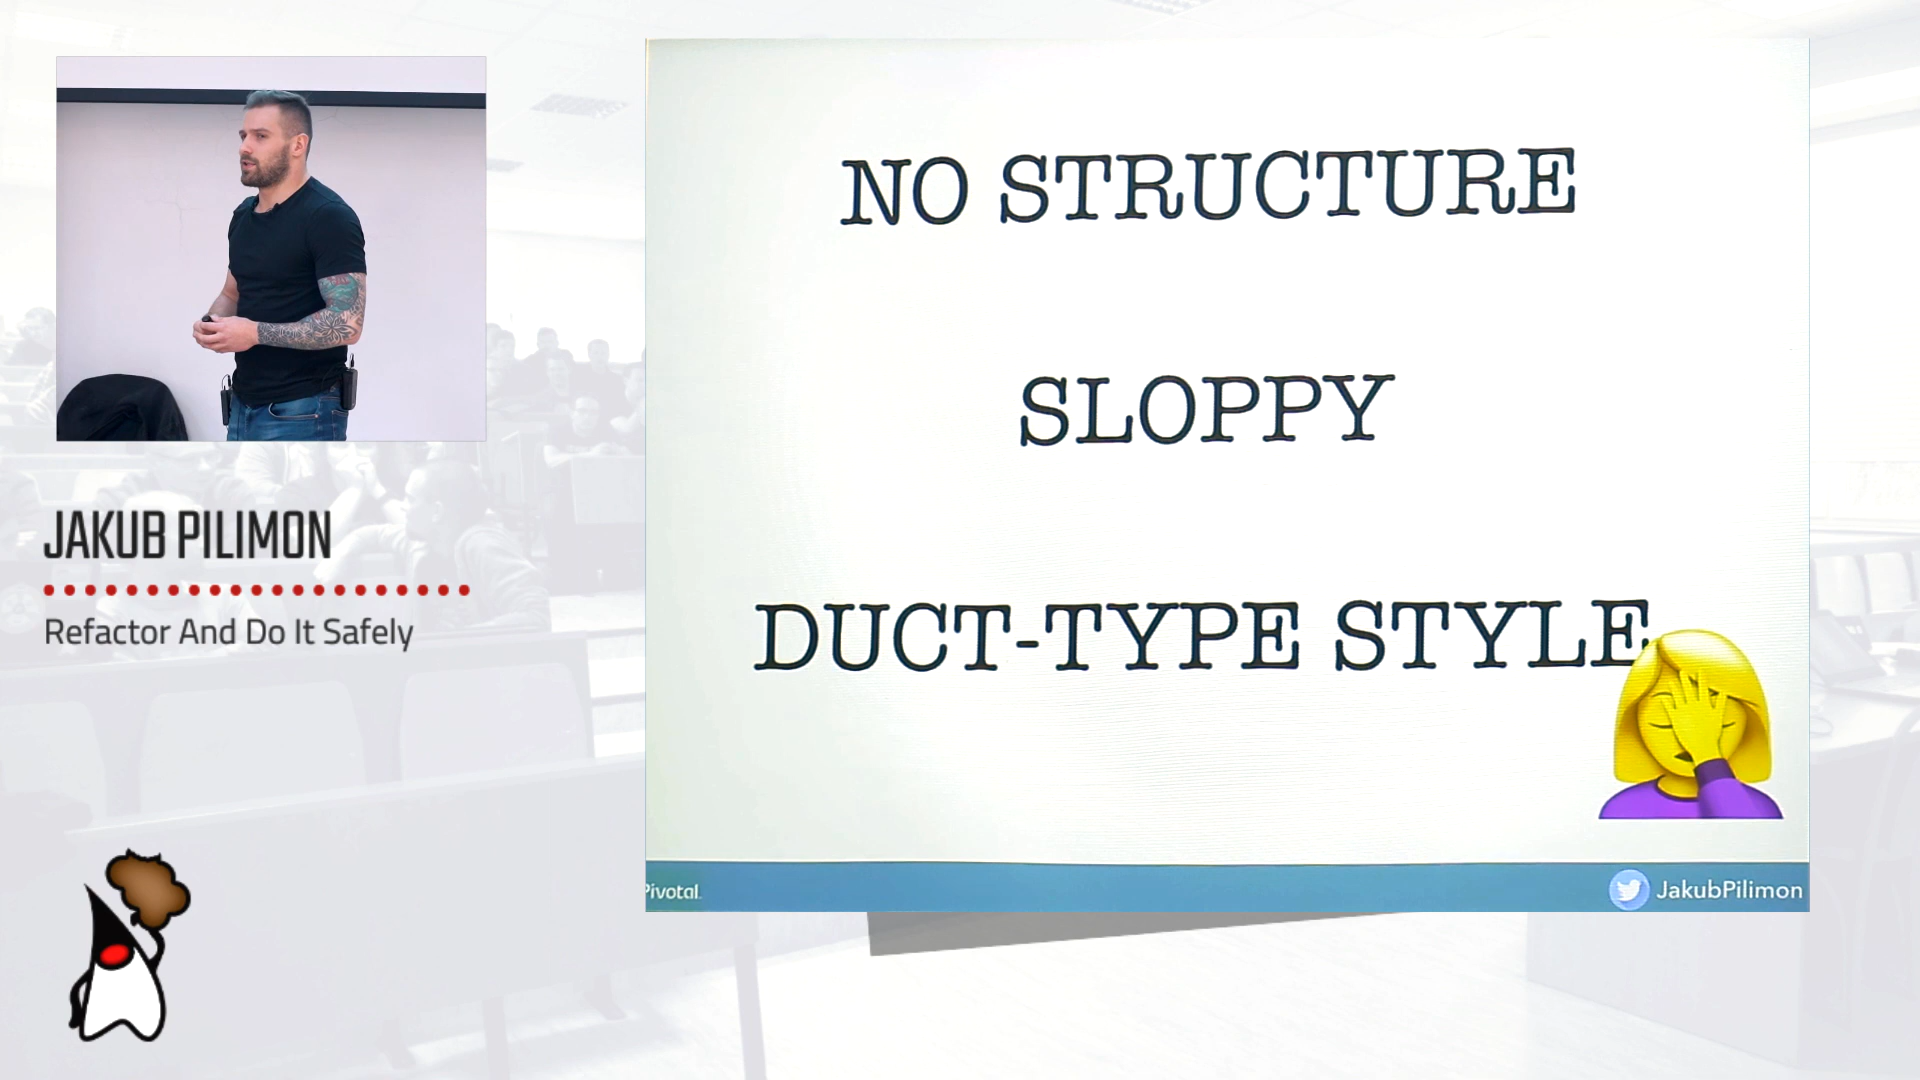 JAKUB PILIMON
Refactor And Do It Safely
NO STRUCTURE
SLOPPY
DUCT-TYPE STYLE
Pivotal.
JakubPilimon